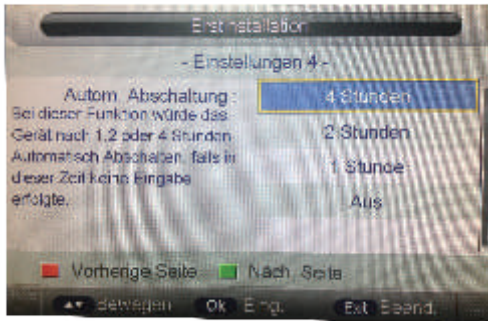 Erstinstallation
- Einstellungen 4 -
Autom. Abschaltung :
Bei dieser Funktion würde das
Gerät nach 1,2 oder 4 Stunden
Automatisch Abschalten, falls in
dieser Zeit keine Eingabe
erfolgte.
4 Stunden
2 Stunden
1 Stunde
Aus
Vorherige Seite
Näch. Seite
Bewegen
Ok Eing.
Exit Beend.